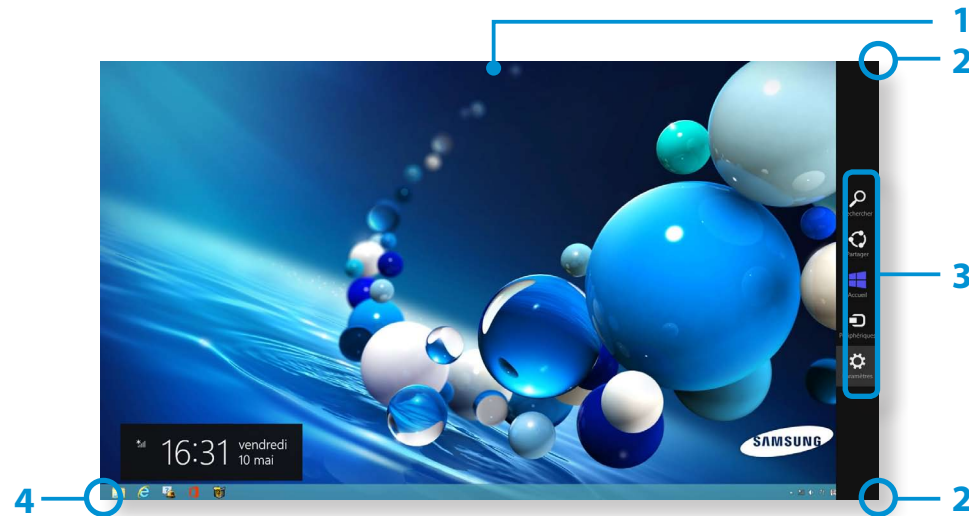 1
2
Rechercher
Partager
3
Accueil
Périphériques
Paramètres
16:31
vendredi
10 mai
SAMSUNG
4
2